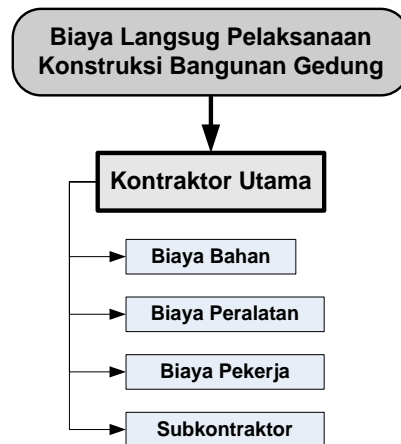 Biaya Langsug Pelaksanaan
Konstruksi Bangunan Gedung
Kontraktor Utama
Biaya Bahan
Biaya Peralatan
Biaya Pekerja
Subkontraktor